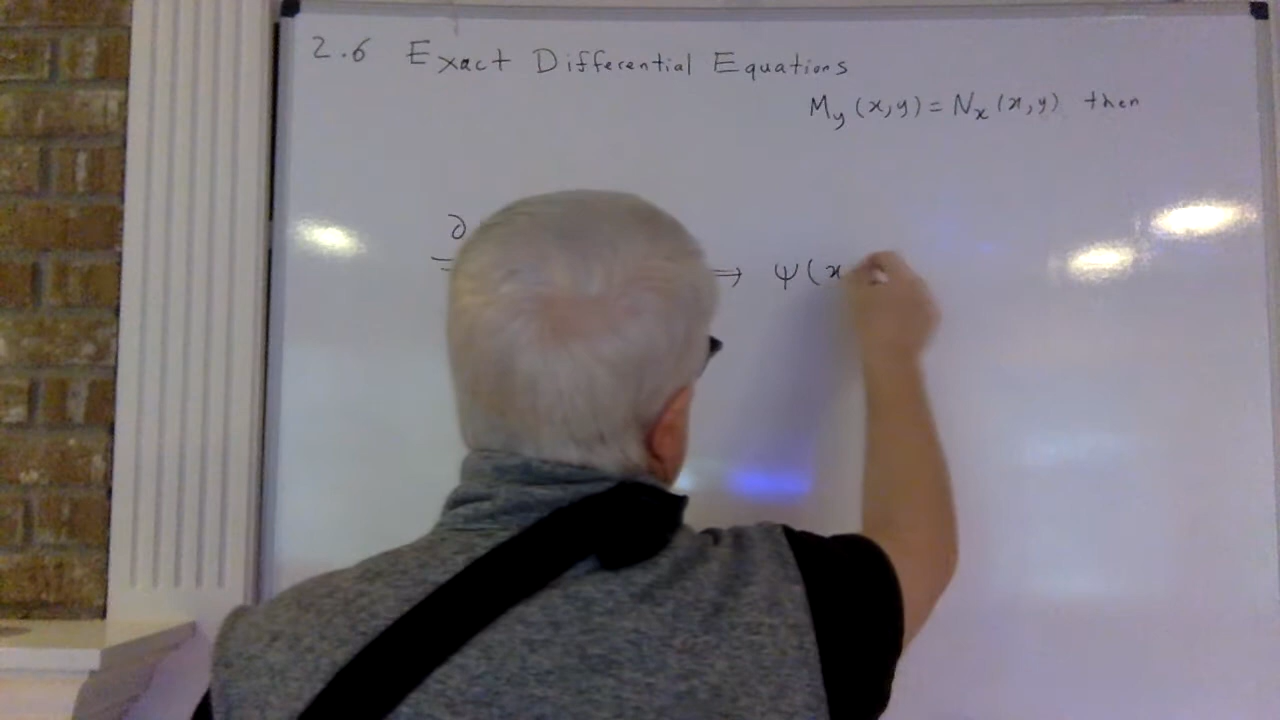 2.6 Exact Differential Equations
My (x,y) = Nx (x,y) then
∂
⇒ ψ(x